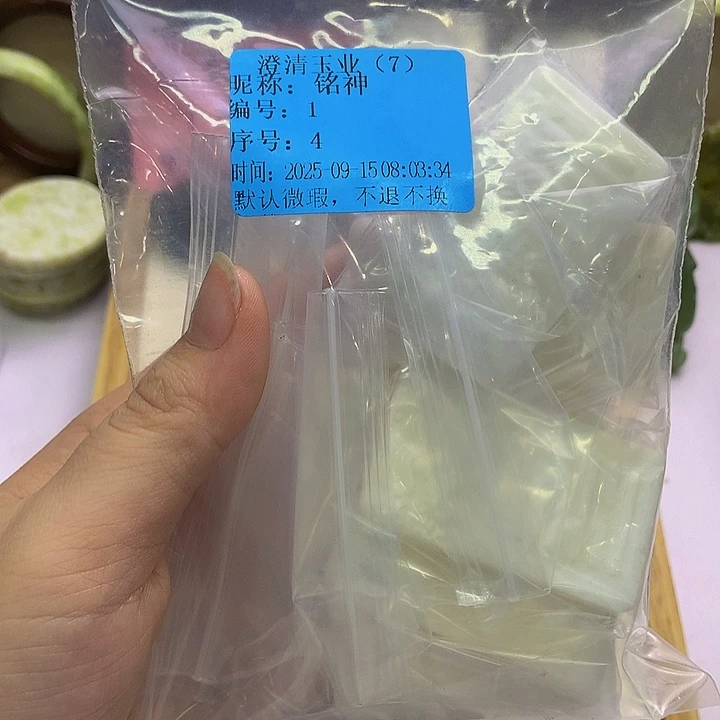 澄清玉业（7）
昵称：铭神
编号：1
序号：4
时间：2025-09-15 08:03:34
默认微瑕，不退不换